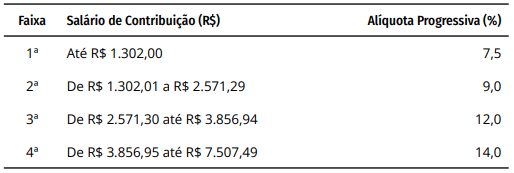 Faixa Salário de Contribuição (R$) Alíquota Progressiva (%)
1ª Até R$ 1.302,00 7,5
2ª De R$ 1.302,01 a R$ 2.571,29 9,0
3ª De R$ 2.571,30 até R$ 3.856,94 12,0
4ª De R$ 3.856,95 até R$ 7.507,49 14,0